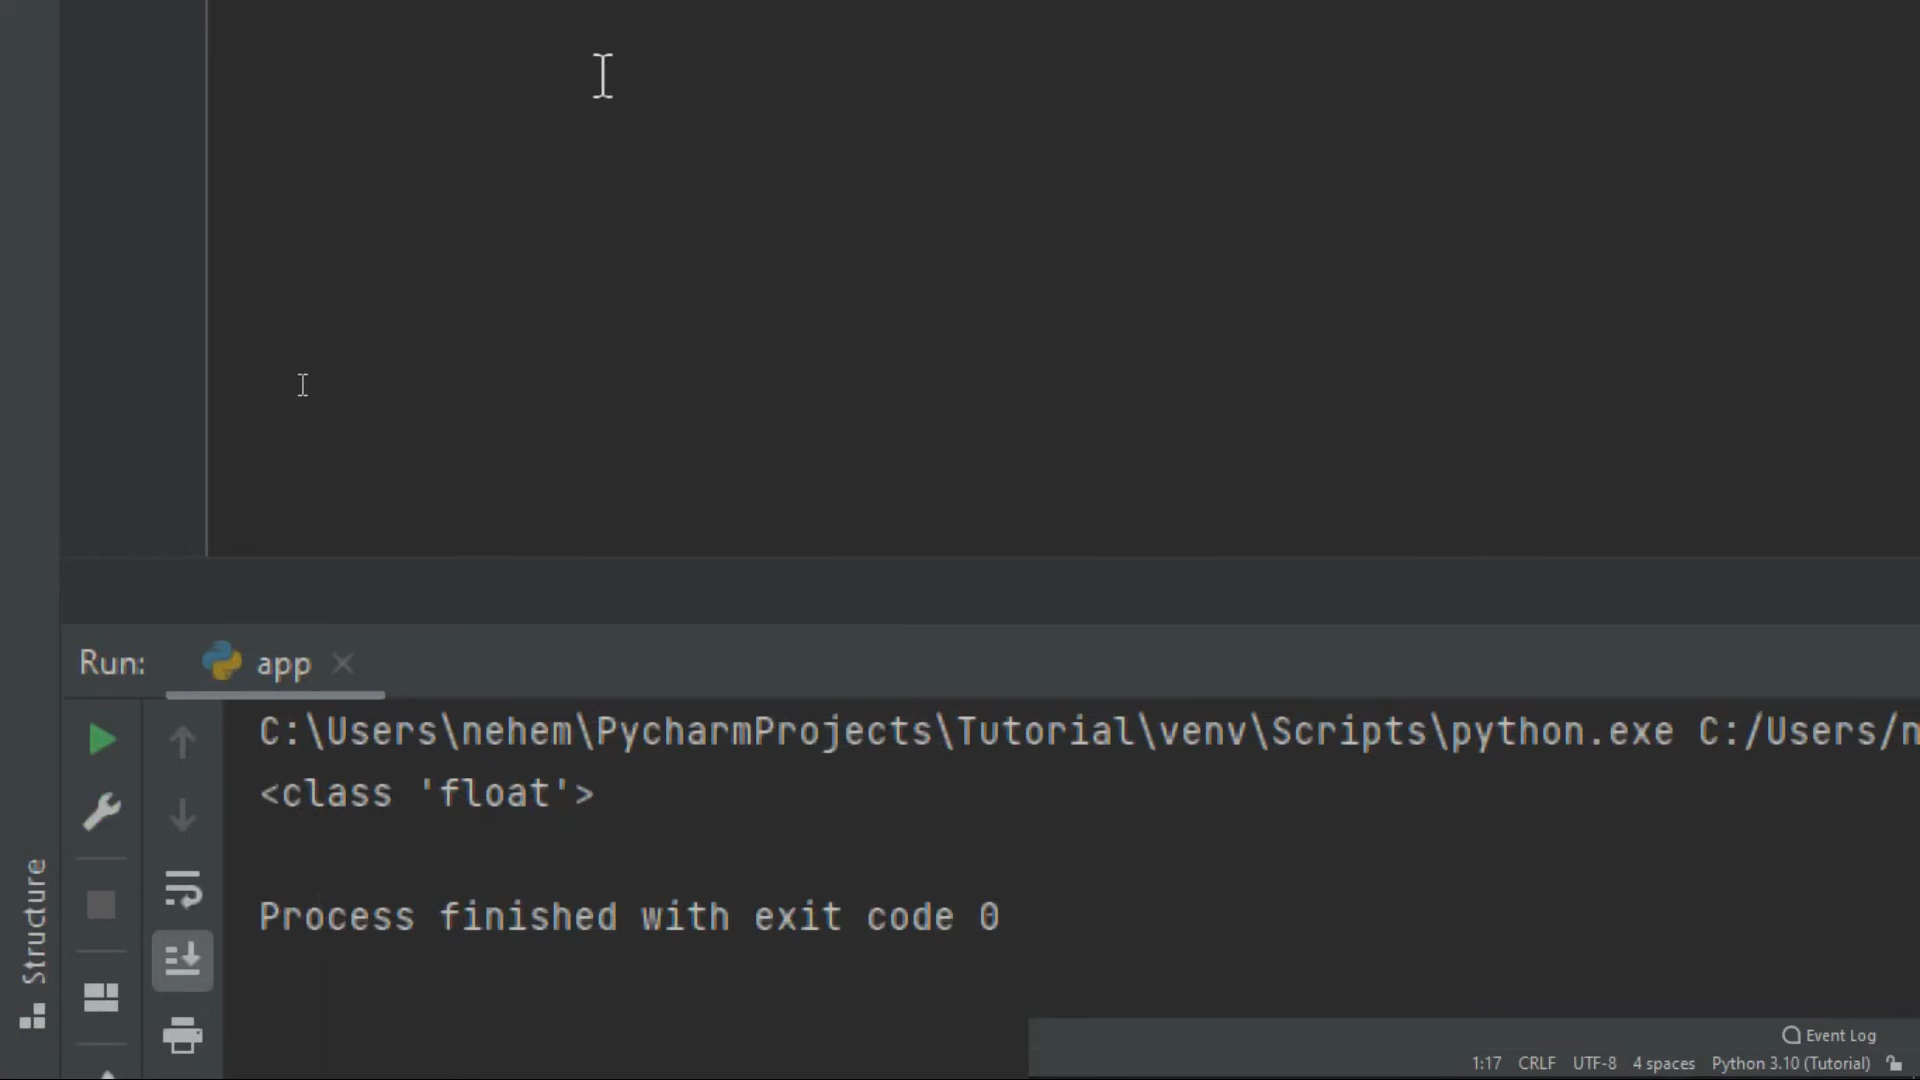 Run: app
C:\Users\nehem\PycharmProjects\Tutorial\venv\Scripts\python.exe C:/Users/n
<class 'float'>
Process finished with exit code 0
Structure
Event Log
1:17 CRLF UTF-8 4 spaces Python 3.10 (Tutorial)